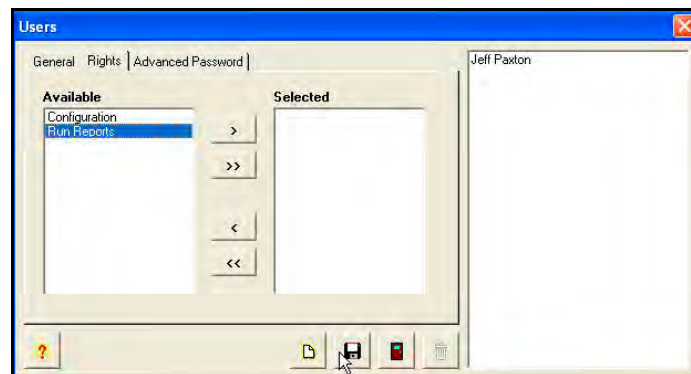 Users
General Rights Advanced Password
Jeff Paxton
Available
Selected
Configuration
Run Reports
>
>>
<
<<
?